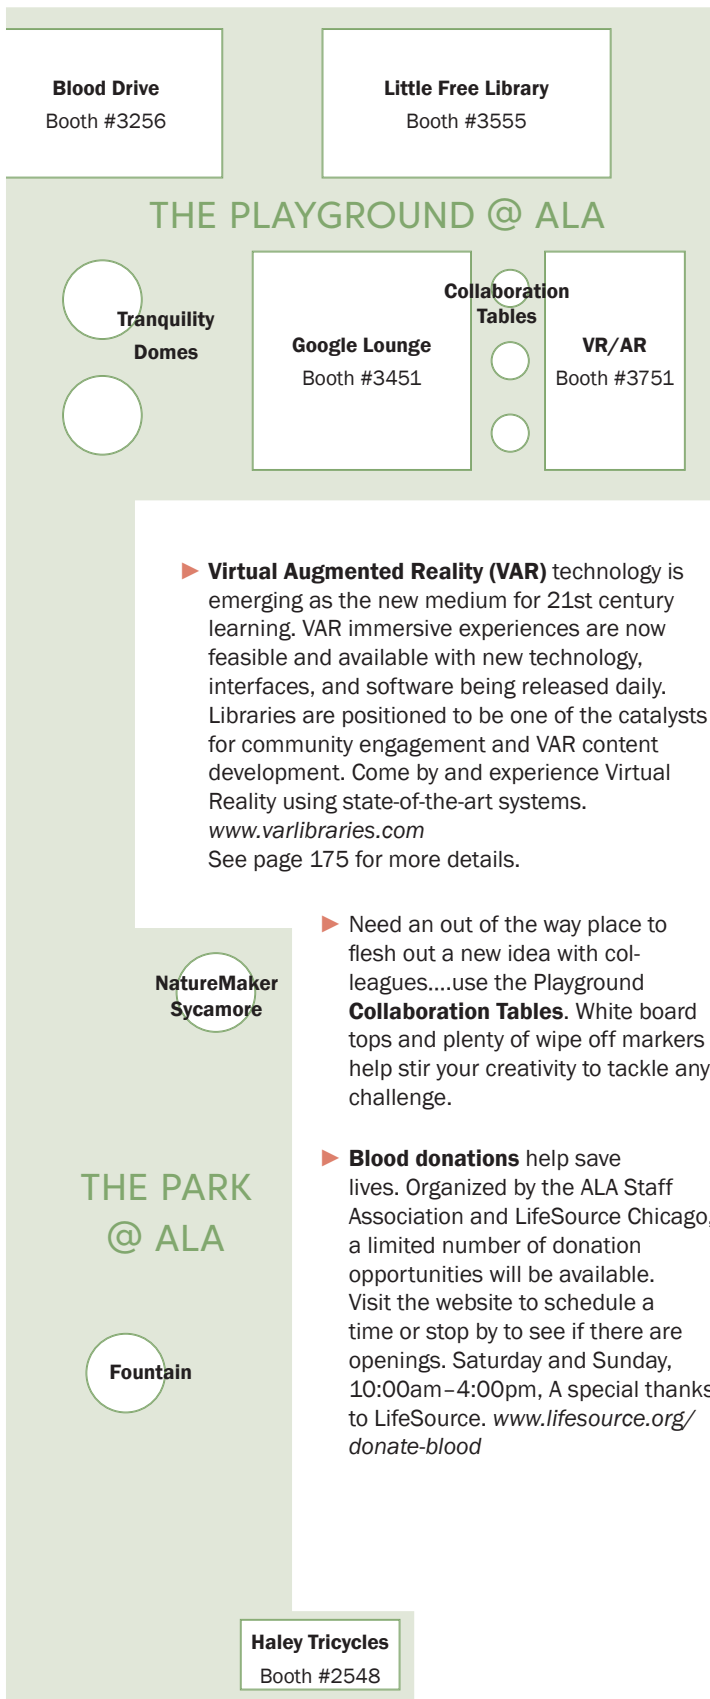 Blood Drive
Booth #3256
Little Free Library
Booth #3555
THE PLAYGROUND @ ALA
Tranquility
Domes
Google Lounge
Booth #3451
Collaboration
Tables
VR/AR
Booth #3751
► Virtual Augmented Reality (VAR) technology is
emerging as the new medium for 21st century
learning. VAR immersive experiences are now
feasible and available with new technology,
interfaces, and software being released daily.
Libraries are positioned to be one of the catalysts
for community engagement and VAR content
development. Come by and experience Virtual
Reality using state-of-the-art systems.
www.varlibraries.com
See page 175 for more details.
► Need an out of the way place to
flesh out a new idea with col-
leagues....use the Playground
Collaboration Tables. White board
tops and plenty of wipe off markers
help stir your creativity to tackle any
challenge.
► Blood donations help save
lives. Organized by the ALA Staff
Association and LifeSource Chicago,
a limited number of donation
opportunities will be available.
Visit the website to schedule a
time or stop by to see if there are
openings. Saturday and Sunday,
10:00am–4:00pm, A special thanks
to LifeSource. www.lifesource.org/
donate-blood
NatureMaker
Sycamore
THE PARK
@ ALA
Fountain
Haley Tricycles
Booth #2548